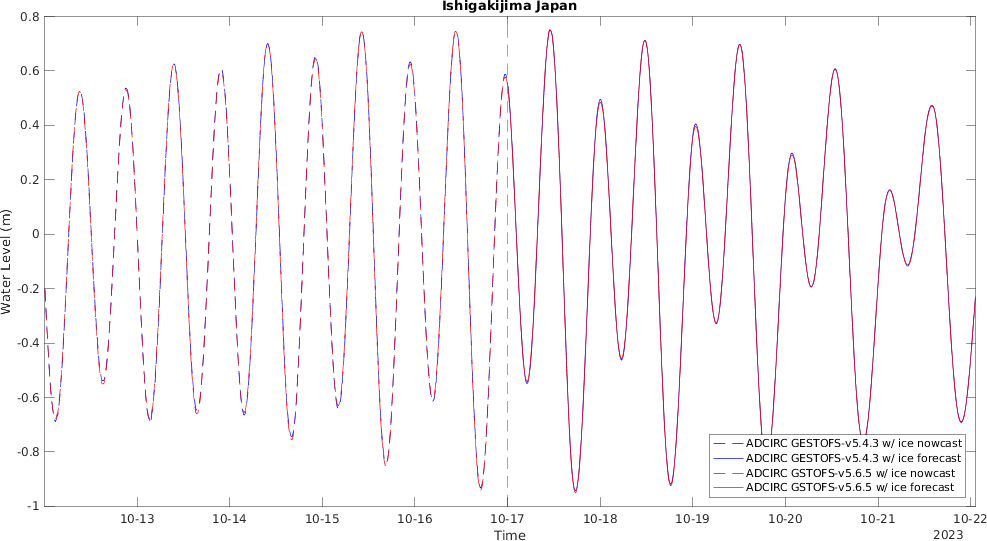 Ishigakijima Japan
0.8
0.6
0.4
0.2
0
-0.2
-0.4
-0.6
-0.8
-1
Water Level (m)
ADCIRC GESTOFS-v5.4.3 w/ ice nowcast
ADCIRC GESTOFS-v5.4.3 w/ ice forecast
ADCIRC GSTOFS-v5.6.5 w/ ice nowcast
ADCIRC GSTOFS-v5.6.5 w/ ice forecast
10-13 10-14 10-15 10-16 10-17 10-18 10-19 10-20 10-21 10-22
Time
2023